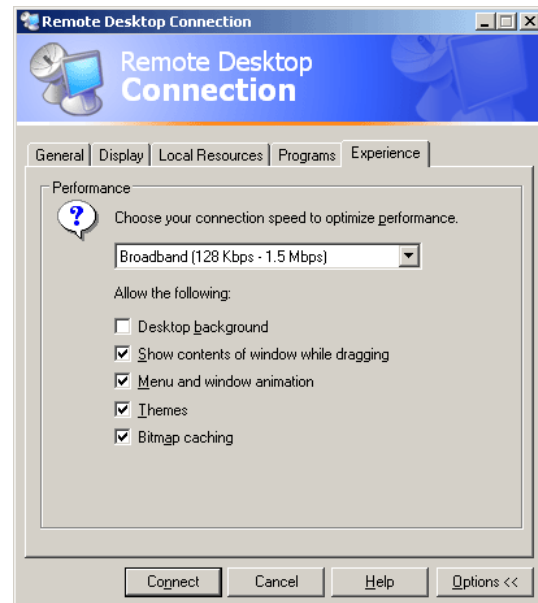 Remote Desktop Connection
Remote Desktop
Connection
General Display Local Resources Programs Experience
Performance
Choose your connection speed to optimize performance.
Broadband (128 Kbps - 1.5 Mbps)
Allow the following:
Desktop background
Show contents of window while dragging
Menu and window animation
Themes
Bitmap caching
Connect Cancel Help Options <<